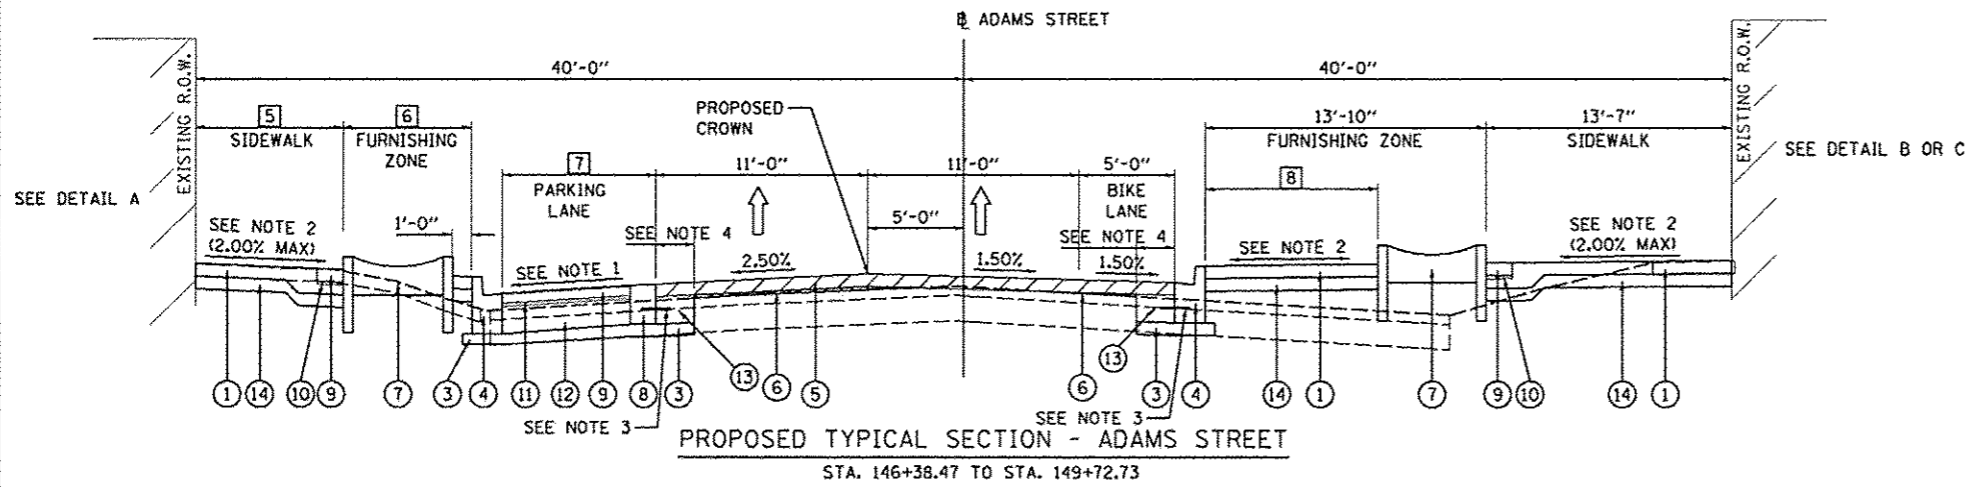 ℄ ADAMS STREET
40'-0" 40'-0"
EXISTING R.O.W.
EXISTING R.O.W.
SEE DETAIL A
SEE DETAIL B OR C
5
SIDEWALK
6
FURNISHING
ZONE
PROPOSED
CROWN
7
PARKING
LANE
11'-0" 11'-0" 5'-0"
BIKE
LANE
13'-10"
FURNISHING ZONE
13'-7"
SIDEWALK
8
1'-0"
5'-0"
SEE NOTE 2
(2.00% MAX)
SEE NOTE 1
SEE NOTE 4
2.50%
1.50%
SEE NOTE 4
1.50%
SEE NOTE 2
SEE NOTE 2
(2.00% MAX)
13
13
1 14 10 9 7 3 4 11 12 9 8 3 6 5 6 3 4 14 1 7 9 10 14 1
SEE NOTE 3
SEE NOTE 3
PROPOSED TYPICAL SECTION - ADAMS STREET
STA. 146+38.47 TO STA. 149+72.73